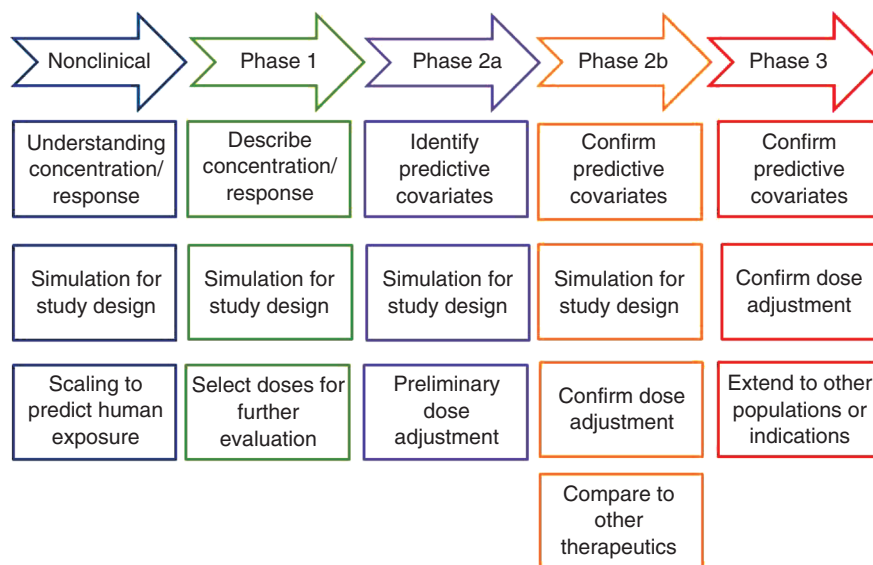 Nonclinical
Phase 1
Phase 2a
Phase 2b
Phase 3
Understanding
concentration/
response
Describe
concentration/
response
Identify
predictive
covariates
Confirm
predictive
covariates
Confirm
predictive
covariates
Simulation for
study design
Simulation for
study design
Simulation for
study design
Simulation for
study design
Confirm dose
adjustment
Scaling to
predict human
exposure
Select doses for
further
evaluation
Preliminary
dose
adjustment
Confirm dose
adjustment
Extend to other
populations or
indications
Compare to
other
therapeutics